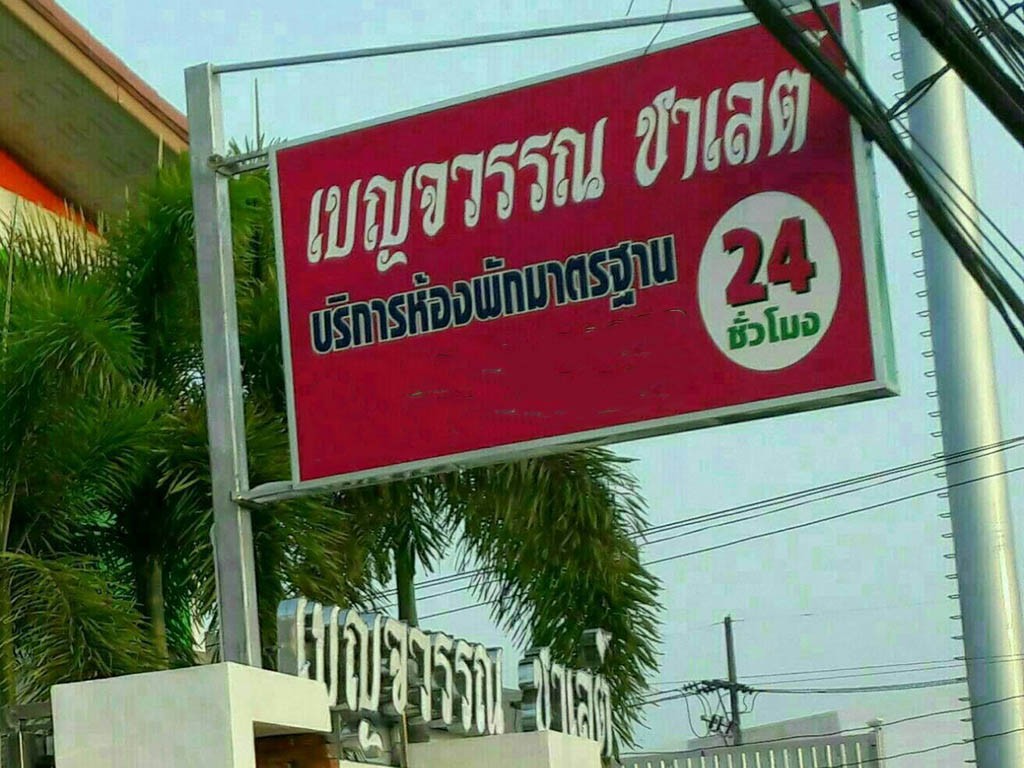 เบญจวรรณ ชาเลต์
บริการห้องพักมาตรฐาน
24
ชั่วโมง
เบญจวรรณ ชาเลต์